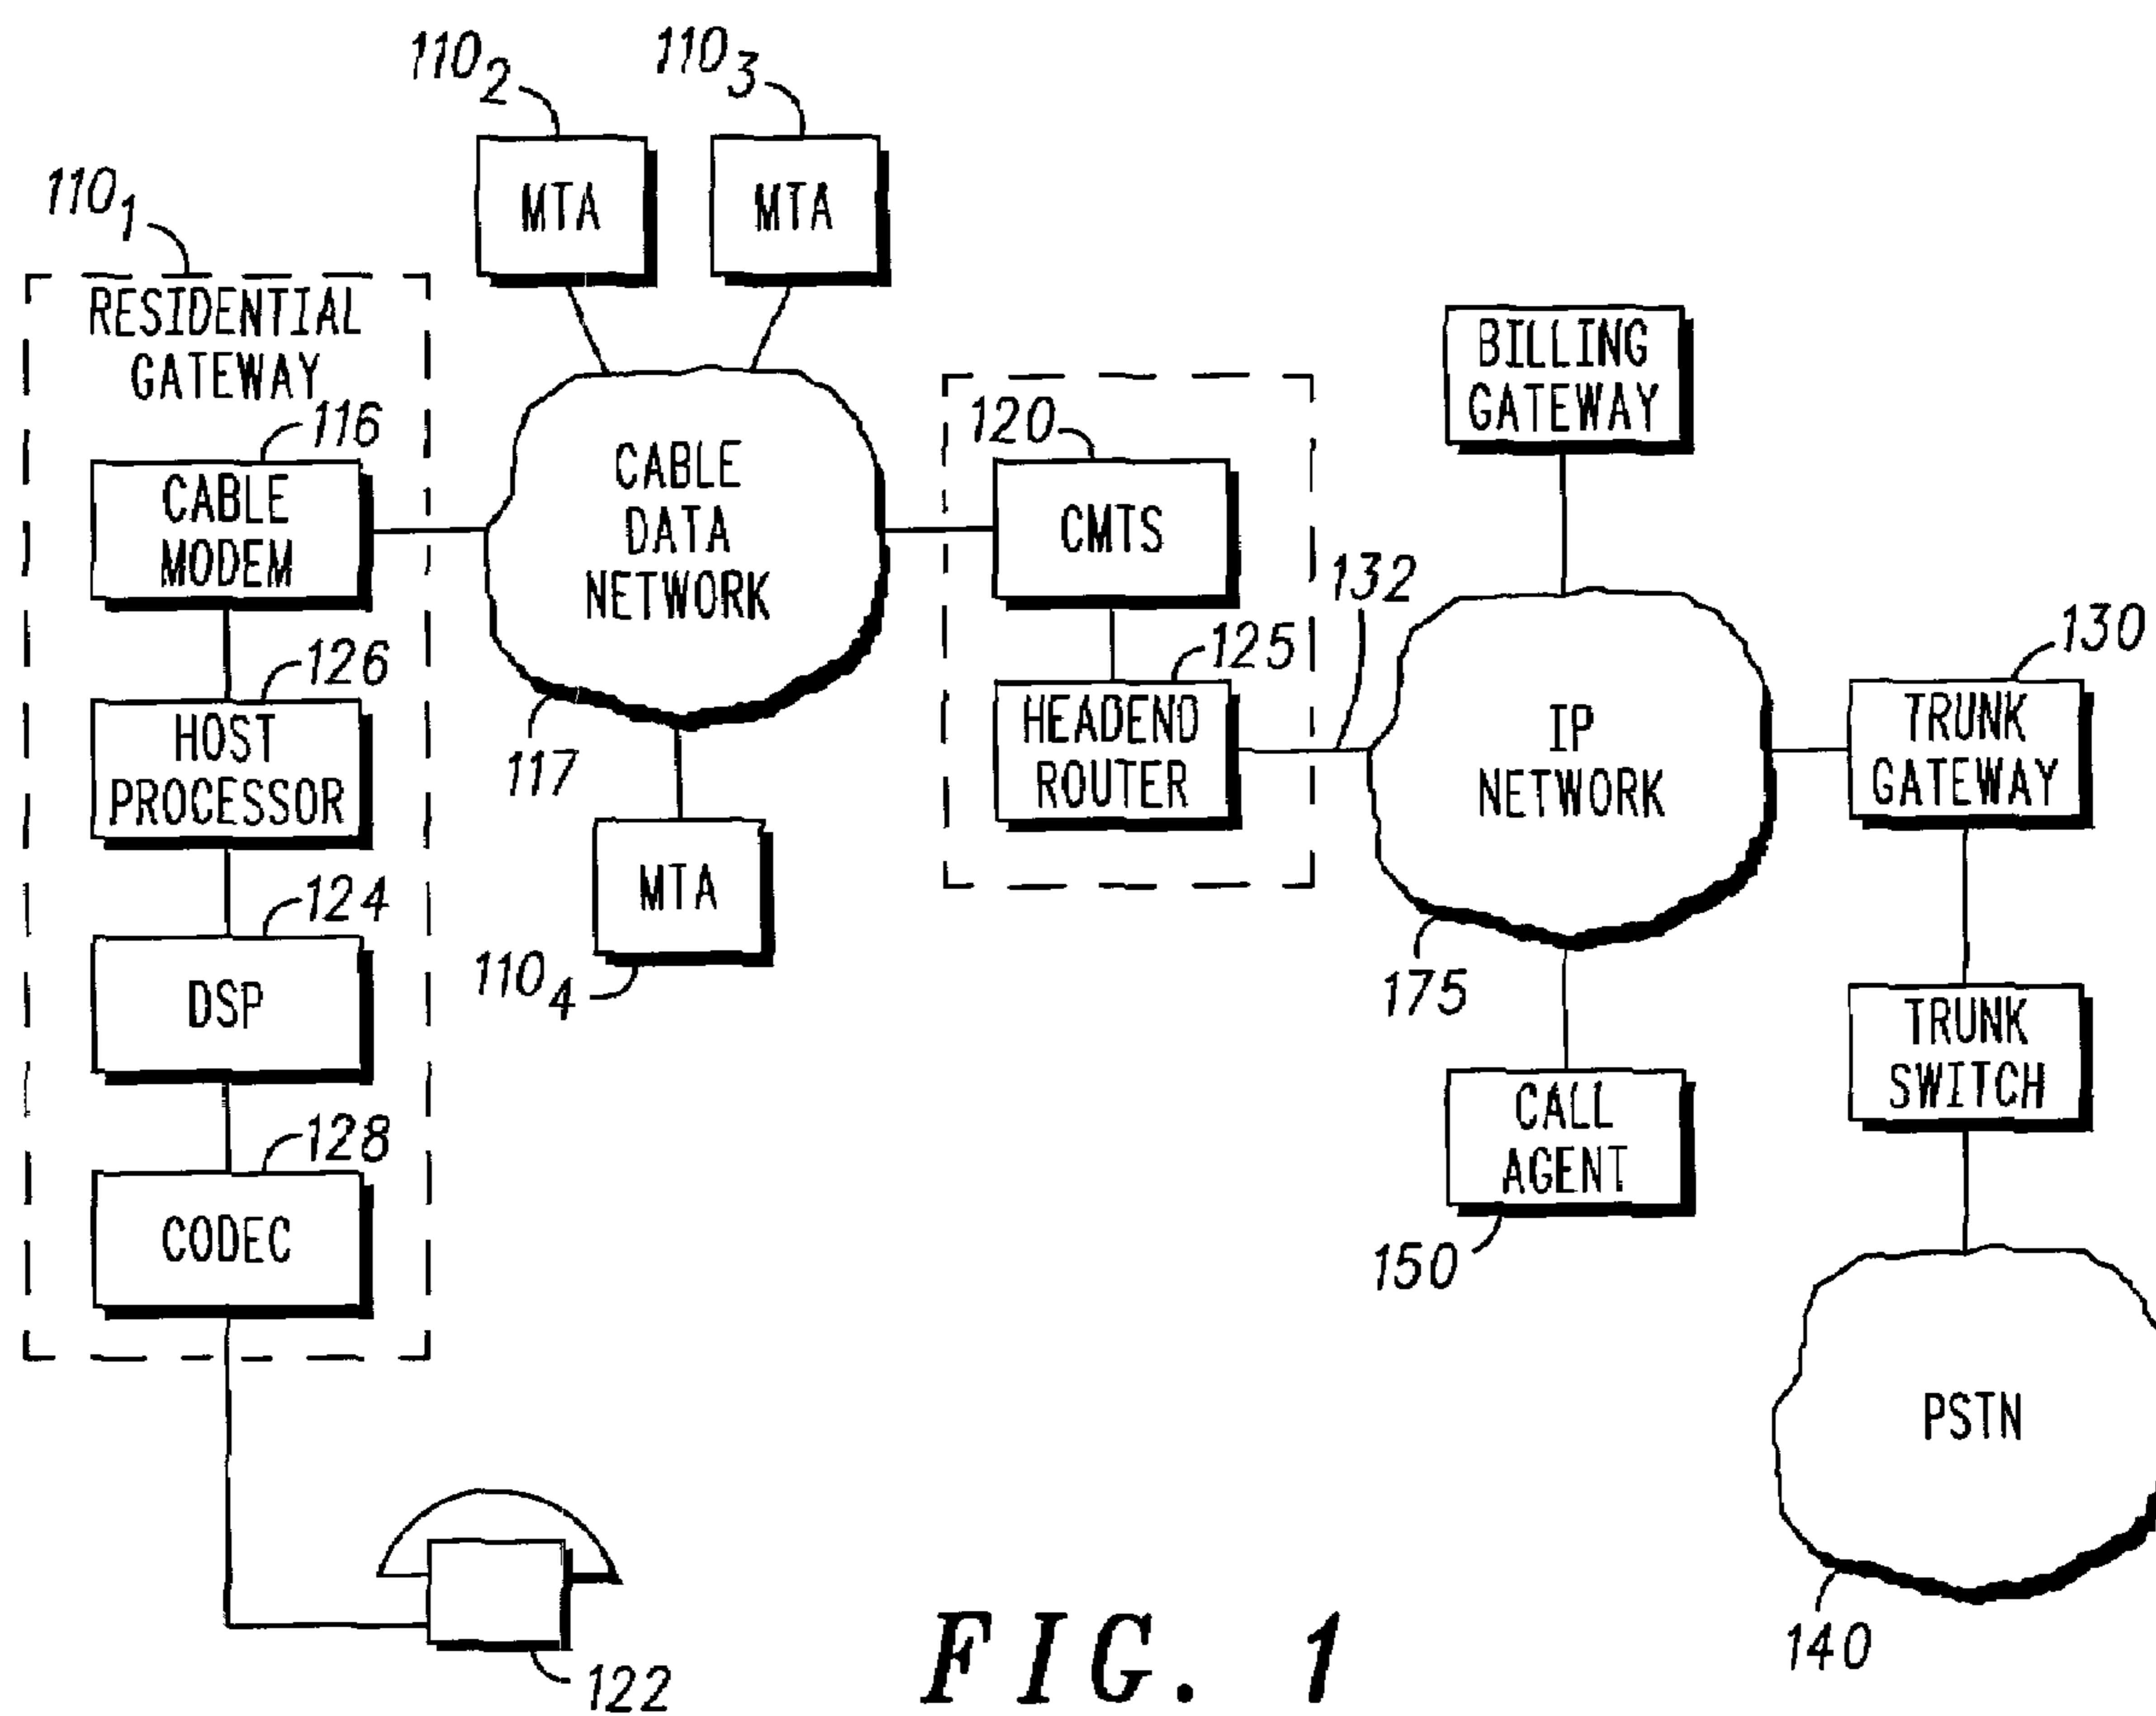 110₂
110₃
110₁
MTA
MTA
RESIDENTIAL
GATEWAY
116
CABLE
MODEM
126
HOST
PROCESSOR
124
DSP
128
CODEC
122
CABLE
DATA
NETWORK
117
MTA
110₄
120
CMTS
125
HEADEND
ROUTER
132
BILLING
GATEWAY
IP
NETWORK
175
CALL
AGENT
150
130
TRUNK
GATEWAY
TRUNK
SWITCH
PSTN
140
FIG. 1